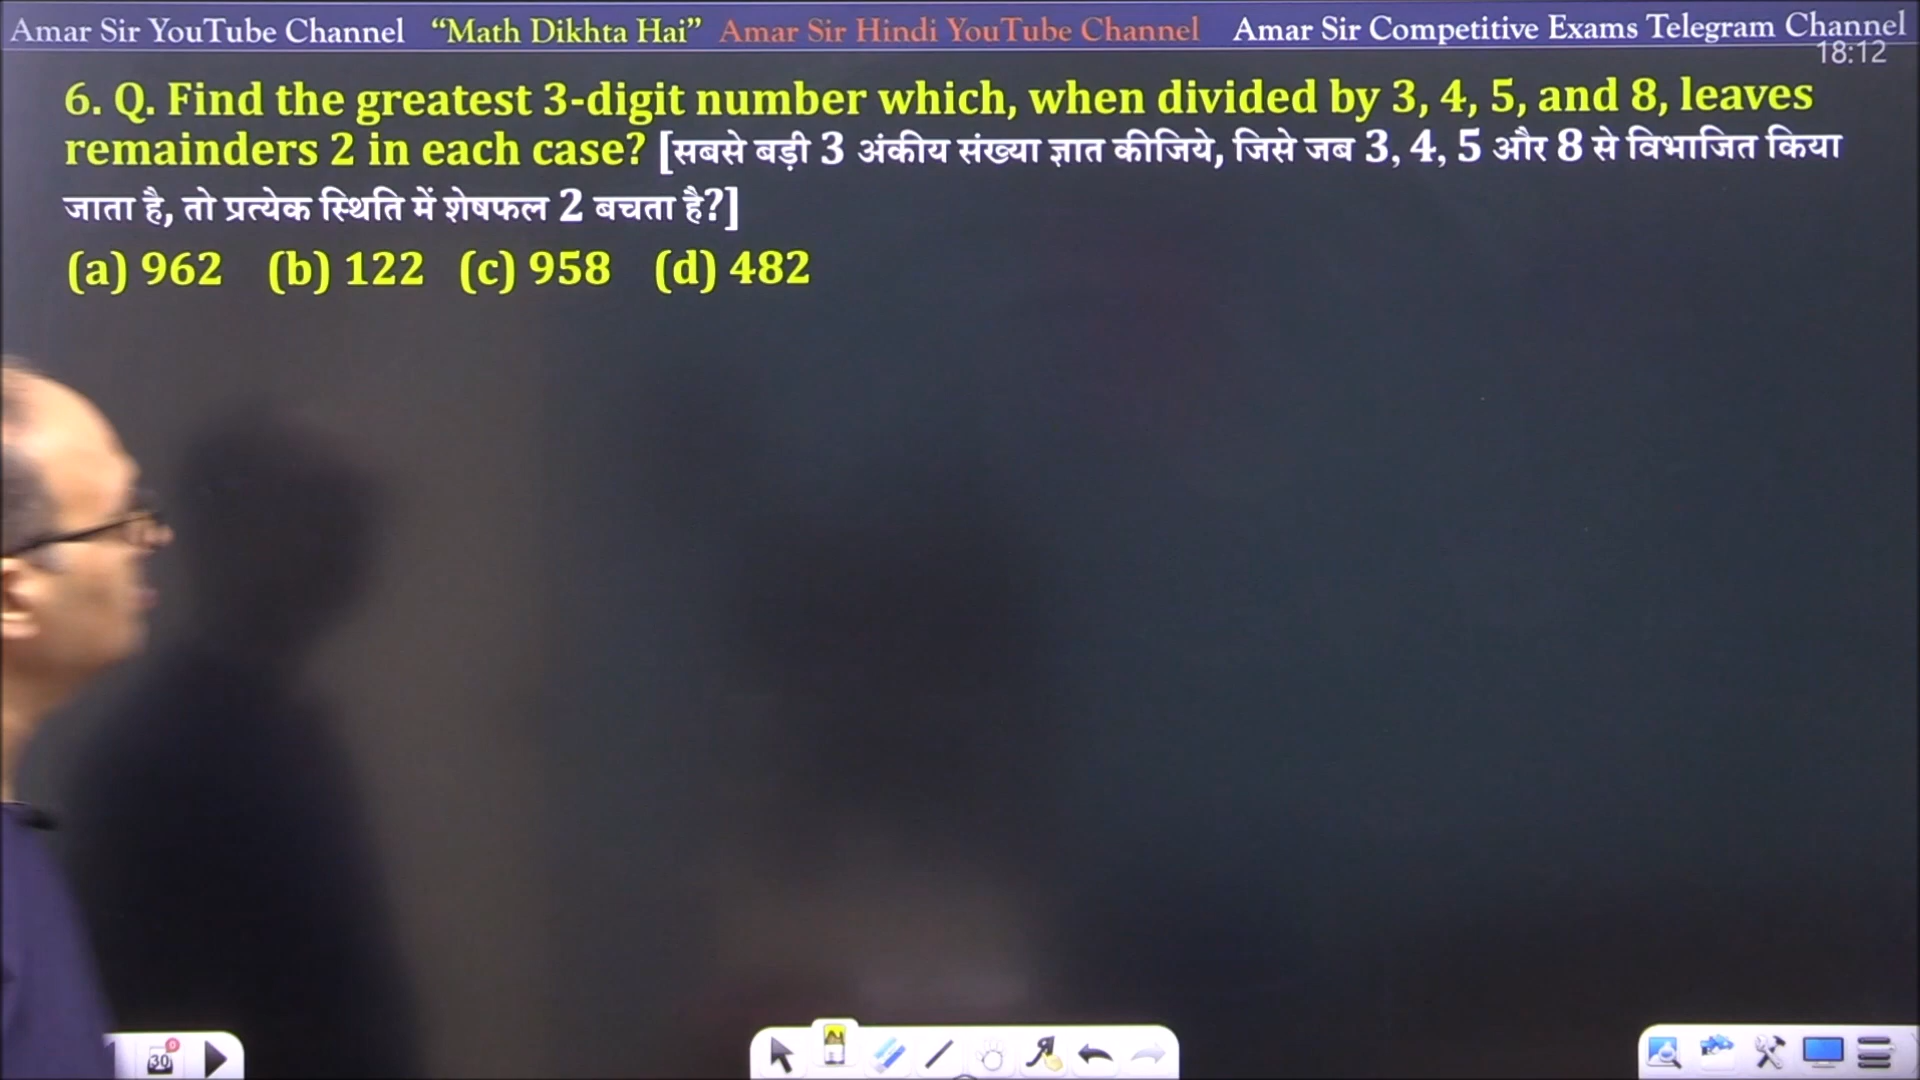 Amar Sir YouTube Channel “Math Dikhta Hai” Amar Sir Hindi YouTube Channel Amar Sir Competitive Exams Telegram Channel
18:12
6. Q. Find the greatest 3-digit number which, when divided by 3, 4, 5, and 8, leaves
remainders 2 in each case? [सबसे बड़ी 3 अंकीय संख्या ज्ञात कीजिये, जिसे जब 3, 4, 5 और 8 से विभाजित किया
जाता है, तो प्रत्येक स्थिति में शेषफल 2 बचता है?]
(a) 962 (b) 122 (c) 958 (d) 482
30
0